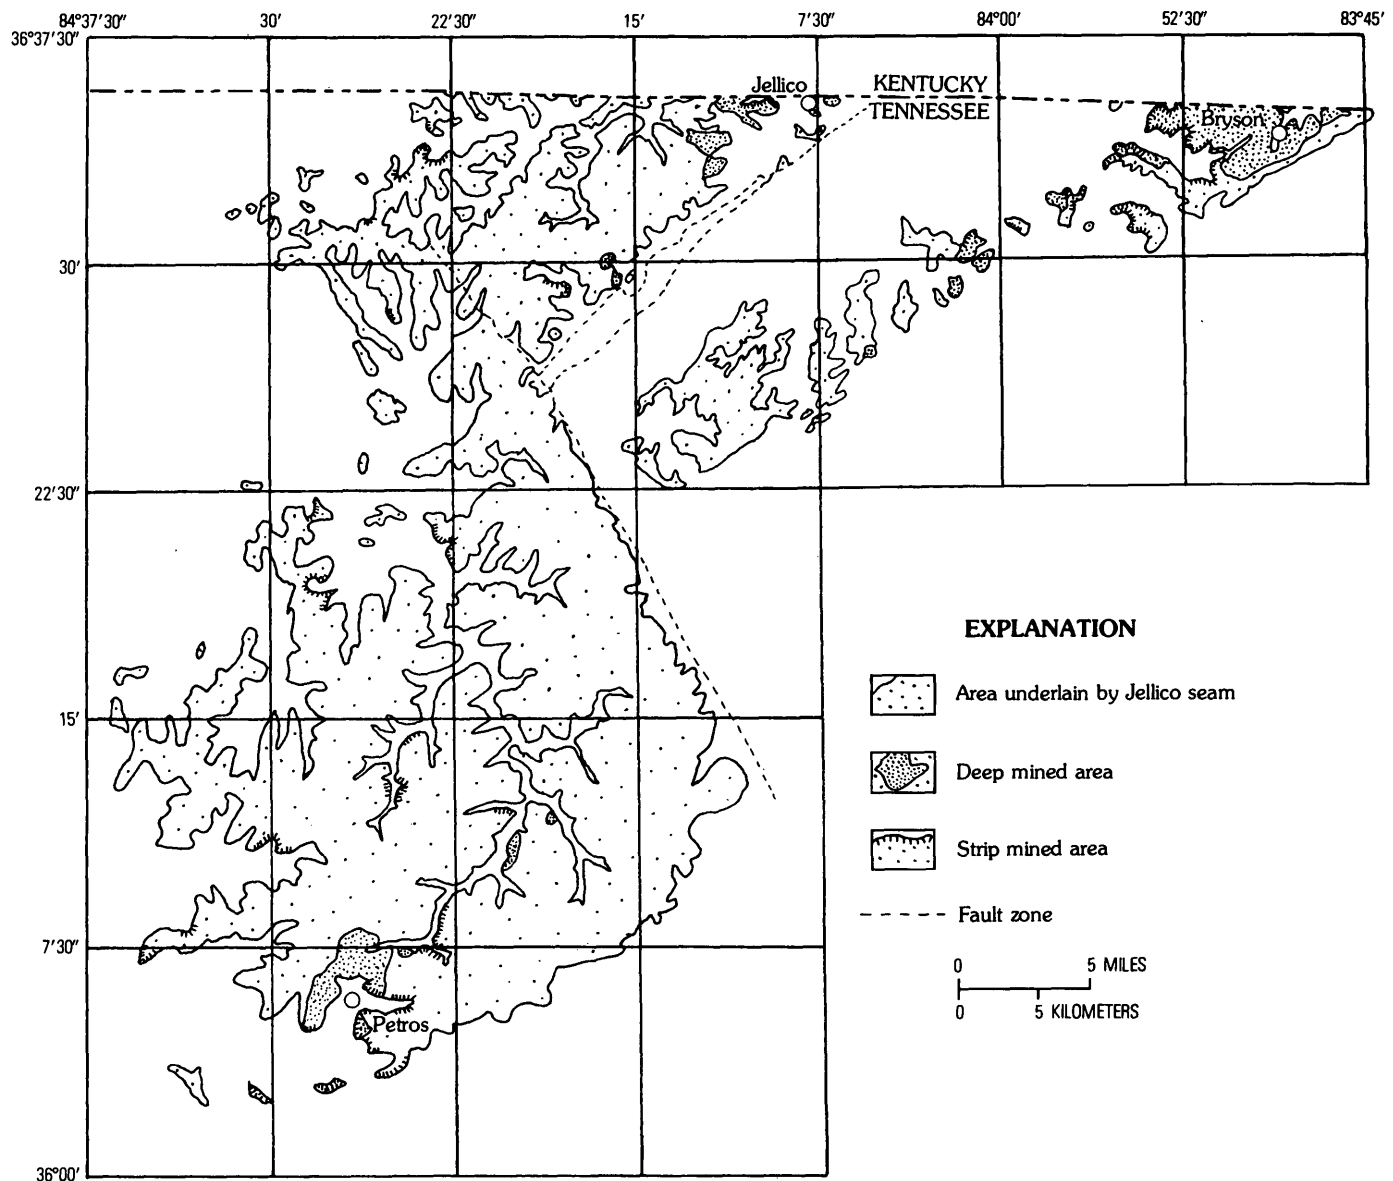 84°37'30" 30' 22'30" 15' 7'30" 84°00' 52'30" 83°45'
36°37'30"
Jellico
KENTUCKY
TENNESSEE
Bryson
30'
22'30"
EXPLANATION
Area underlain by Jellico seam
15'
Deep mined area
Strip mined area
Fault zone
7'30"
0 5 MILES
0 5 KILOMETERS
Petros
36°00'